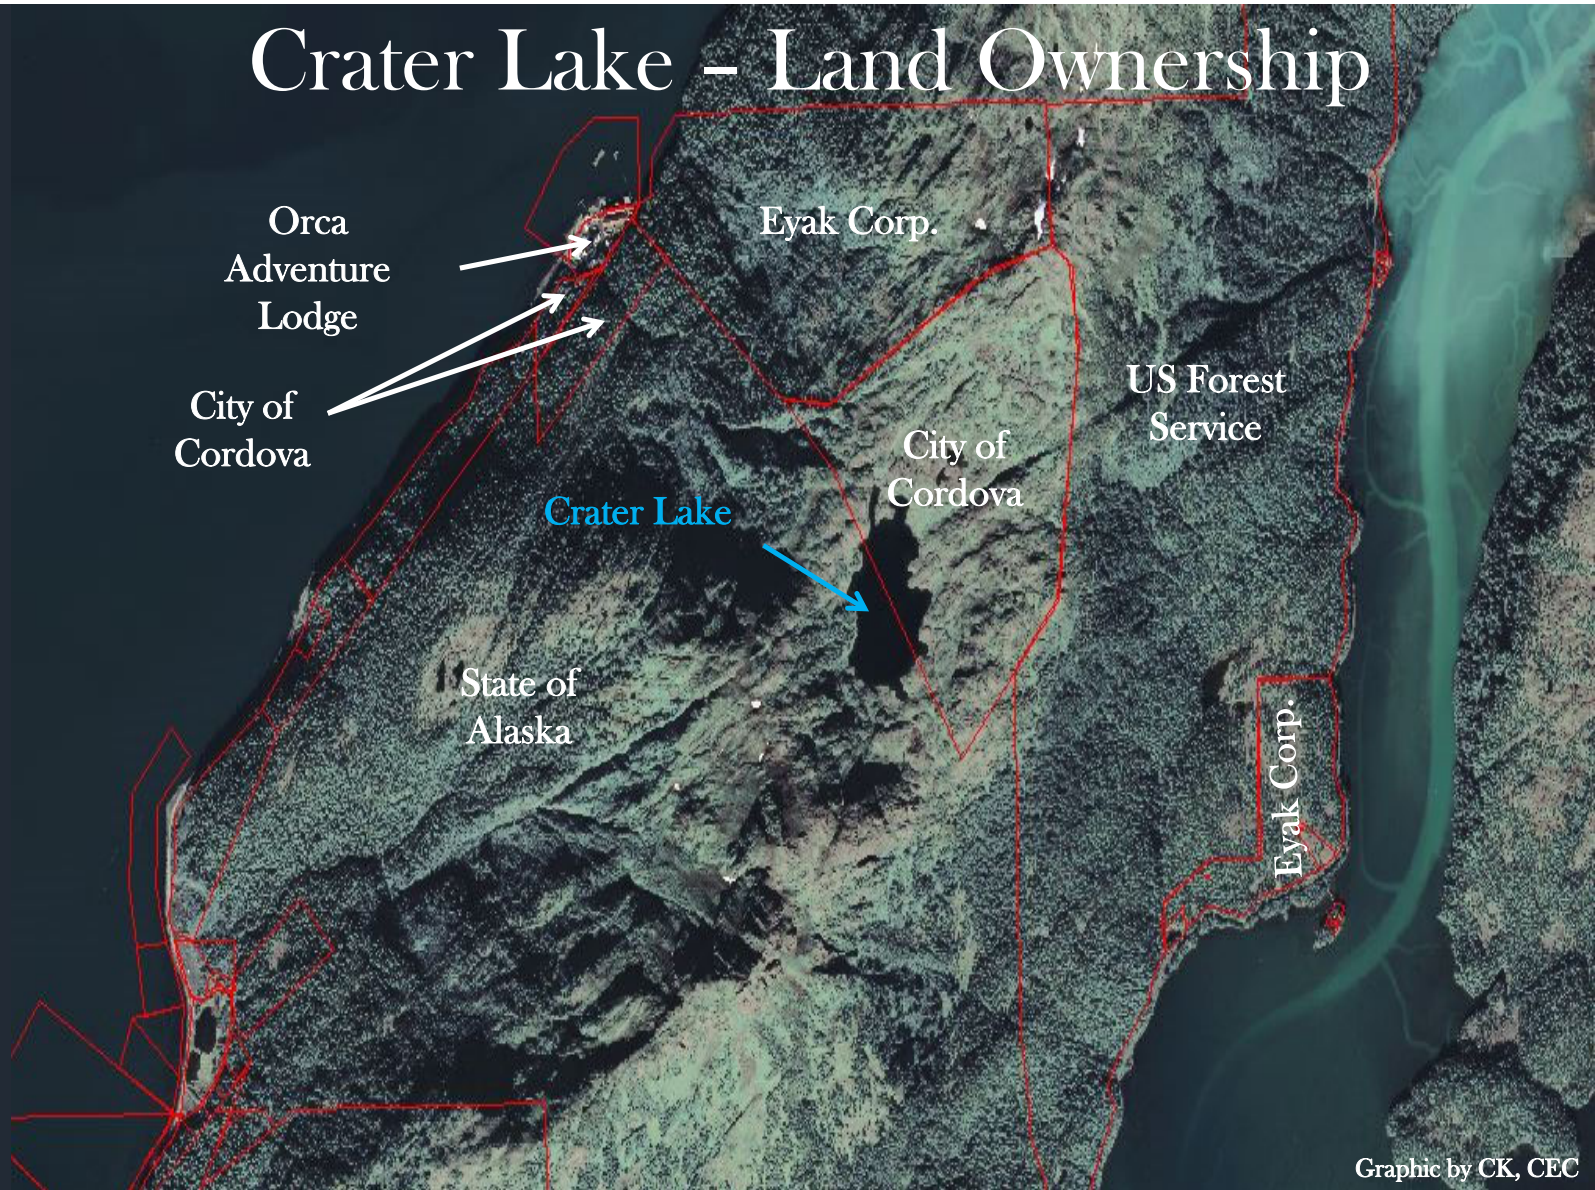 Crater Lake – Land Ownership
Orca
Adventure
Lodge
Eyak Corp.
City of
Cordova
US Forest
Service
City of
Cordova
Crater Lake
State of
Alaska
Eyak Corp.
Graphic by CK, CEC